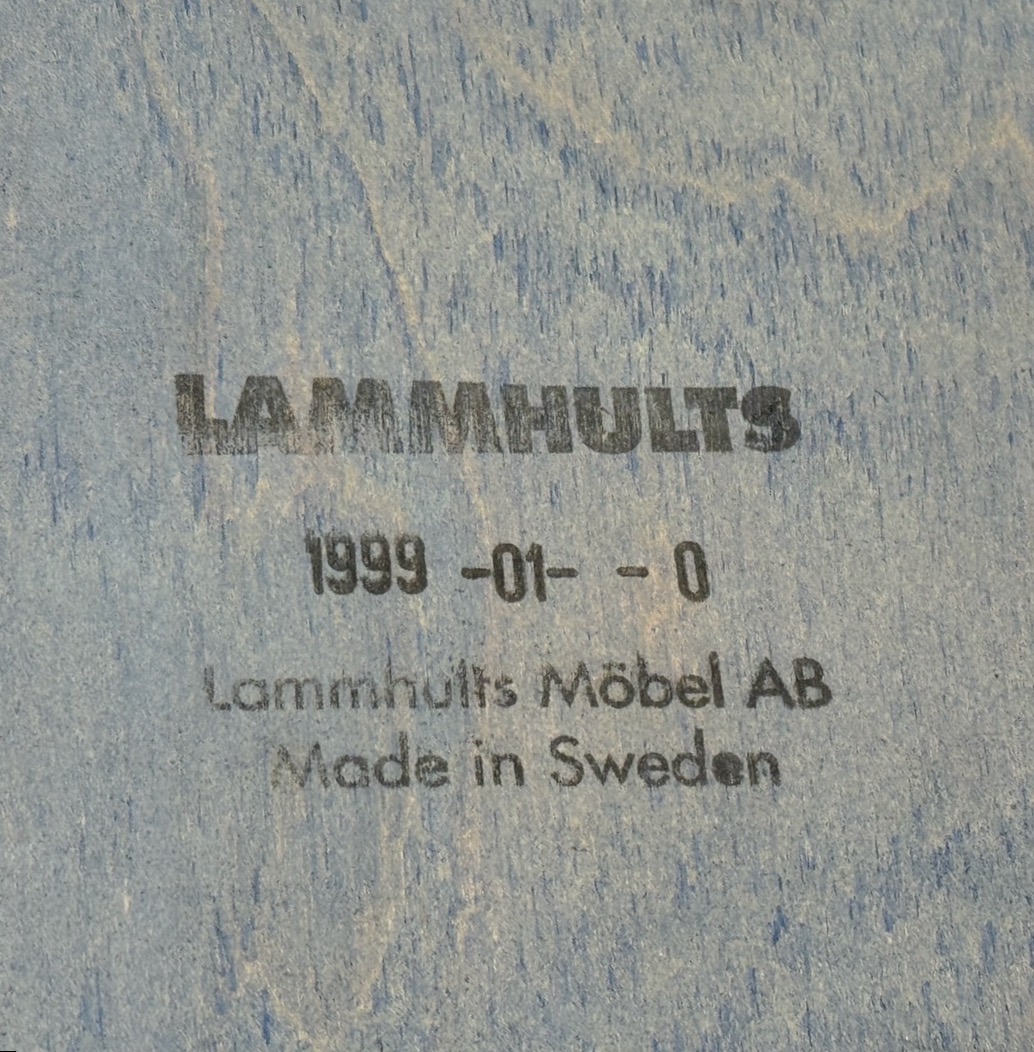 LAMMHULTS
1999 -01- - 0
Lammhults Möbel AB
Made in Sweden